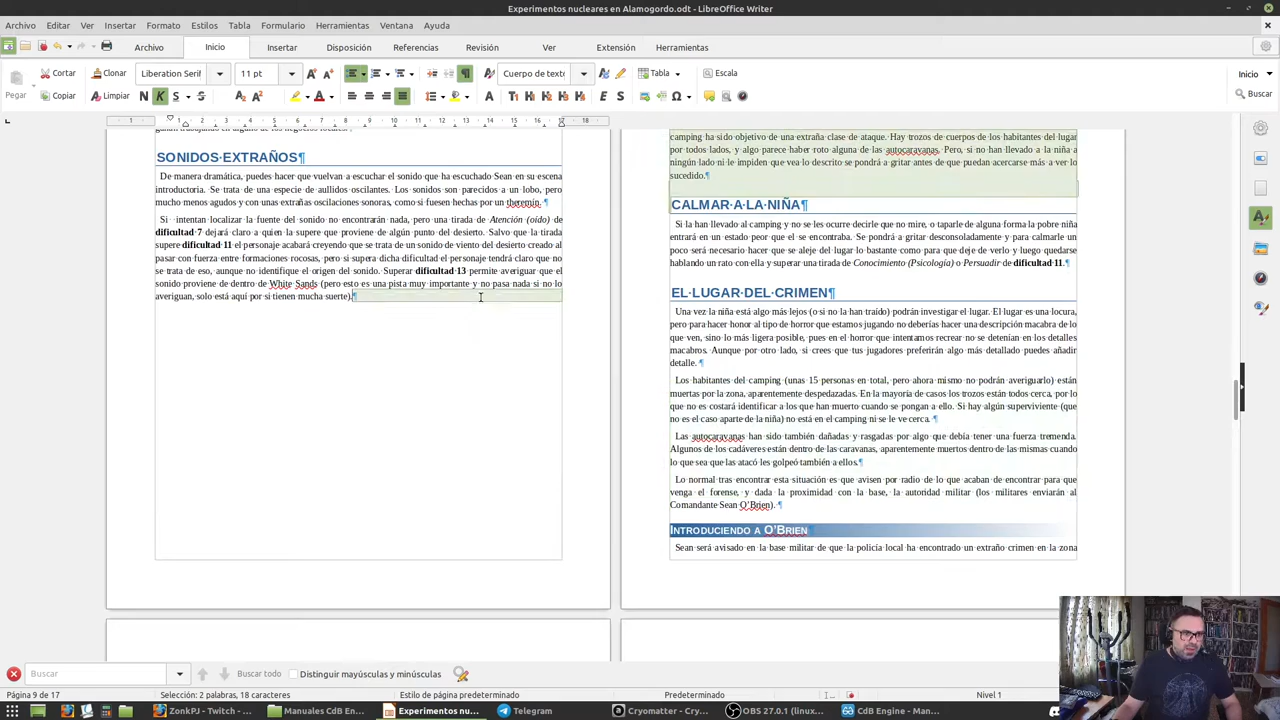 Experimentos nucleares en Alamogordo.odt - LibreOffice Writer
Archivo Editar Ver Insertar Formato Estilos Tabla Formulario Herramientas Ventana Ayuda
Archivo Inicio Insertar Disposición Referencias Revisión Ver Extensión Herramientas
Pegar Cortar Clonar Liberation Serif 11 pt Cuerpo de texto Tabla Escala Inicio
Copiar Limpiar N K S S E S Buscar
1 1 2 3 4 5 6 7 8 9 10 11 12 13 14 15 16 17 18
SONIDOS EXTRAÑOS¶
De manera dramática, puedes hacer que vuelvan a escuchar el sonido que ha escuchado Sean en su escena
introductoria. Se trata de una especie de aullidos oscilantes. Los sonidos son parecidos a un lobo, pero
mucho menos agudos y con unas extrañas oscilaciones sonoras, como si fuesen hechas por un theremin. ¶
Si intentan localizar la fuente del sonido no encontrarán nada, pero una tirada de Atención (oído) de
dificultad 7 dejará claro a quien la supere que proviene de algún punto del desierto. Salvo que la tirada
supere dificultad 11 el personaje acabará creyendo que se trata de un sonido de viento del desierto creado al
pasar con fuerza entre formaciones rocosas, pero si supera dicha dificultad el personaje tendrá claro que no
se trata de eso, aunque no identifique el origen del sonido. Superar dificultad 13 permite averiguar que el
sonido proviene de dentro de White Sands (pero esto es una pista muy importante y no pasa nada si no lo
averiguan, solo está aquí por si tienen mucha suerte).¶
camping ha sido objetivo de una extraña clase de ataque. Hay trozos de cuerpos de los habitantes del lugar
por todos lados, y algo parece haber roto alguna de las autocaravanas. Pero, si no han llevado a la niña a
ningún lado ni le impiden que vea lo descrito se pondrá a gritar antes de que puedan acercarse más a ver lo
sucedido.¶
CALMAR A LA NIÑA¶
Si la han llevado al camping y no se les ocurre decirle que no mire, o taparle de alguna forma la pobre niña
entrará en un estado peor que el se encontraba. Se pondrá a gritar desconsoladamente y para calmarle un
poco será necesario hacer que se aleje del lugar lo bastante como para que deje de verlo y luego quedarse
hablando un rato con ella y superar una tirada de Conocimiento (Psicología) o Persuadir de dificultad 11.¶
EL LUGAR DEL CRIMEN¶
Una vez la niña está algo más lejos (o si no la han traído) podrán investigar el lugar. El lugar es una locura,
pero para hacer honor al tipo de horror que estamos jugando no deberías hacer una descripción macabra de lo
que ven, sino lo más ligera posible, pues en el horror que intentamos recrear no se detenían en los detalles
macabros. Aunque por otro lado, si crees que tus jugadores preferirán algo más detallado puedes añadir
detalle. ¶
Los habitantes del camping (unas 15 personas en total, pero ahora mismo no podrán averiguarlo) están
muertas por la zona, aparentemente despedazadas. En la mayoría de casos los trozos están todos cerca, por lo
que no es costará identificar a los que han muerto cuando se pongan a ello. Si hay algún superviviente (que
no es el caso aparte de la niña) no está en el camping ni se le ve cerca. ¶
Las autocaravanas han sido también dañadas y rasgadas por algo que debía tener una fuerza tremenda.
Algunos de los cadáveres están dentro de las caravanas, aparentemente muertos dentro de las mismas cuando
lo que sea que las atacó les golpeó también a ellos.¶
Lo normal tras encontrar esta situación es que avisen por radio de lo que acaban de encontrar para que
venga el forense, y dada la proximidad con la base, la autoridad militar (los militares enviarán al
Comandante Sean O'Brien). ¶
INTRODUCIENDO A O'BRIEN¶
Sean será avisado en la base militar de que la policía local ha encontrado un extraño crimen en la zona
Buscar Buscar todo Distinguir mayúsculas y minúsculas
Página 9 de 17 Selección: 2 palabras, 18 caracteres Estilo de página predeterminado Predeterminado Nivel 1
ZonkPJ - Twitch - ... Manuales CdB En... Experimentos nu... Telegram Cryomatter - Cry... OBS 27.0.1 (linux... CdB Engine - Man...